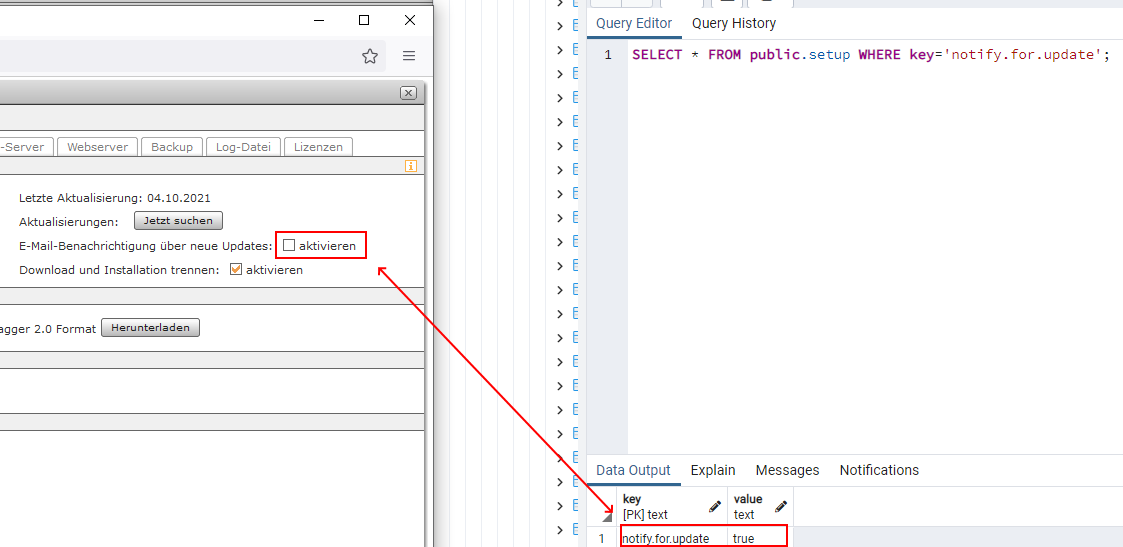 -Server
Webserver
Backup
Log-Datei
Lizenzen
Letzte Aktualisierung: 04.10.2021
Aktualisierungen:
Jetzt suchen
E-Mail-Benachrichtigung über neue Updates:
aktivieren
Download und Installation trennen:
aktivieren
agger 2.0 Format
Herunterladen
Query Editor
Query History
1
SELECT * FROM public.setup WHERE key='notify.for.update';
Data Output
Explain
Messages
Notifications
key
[PK] text
value
text
1
notify.for.update
true